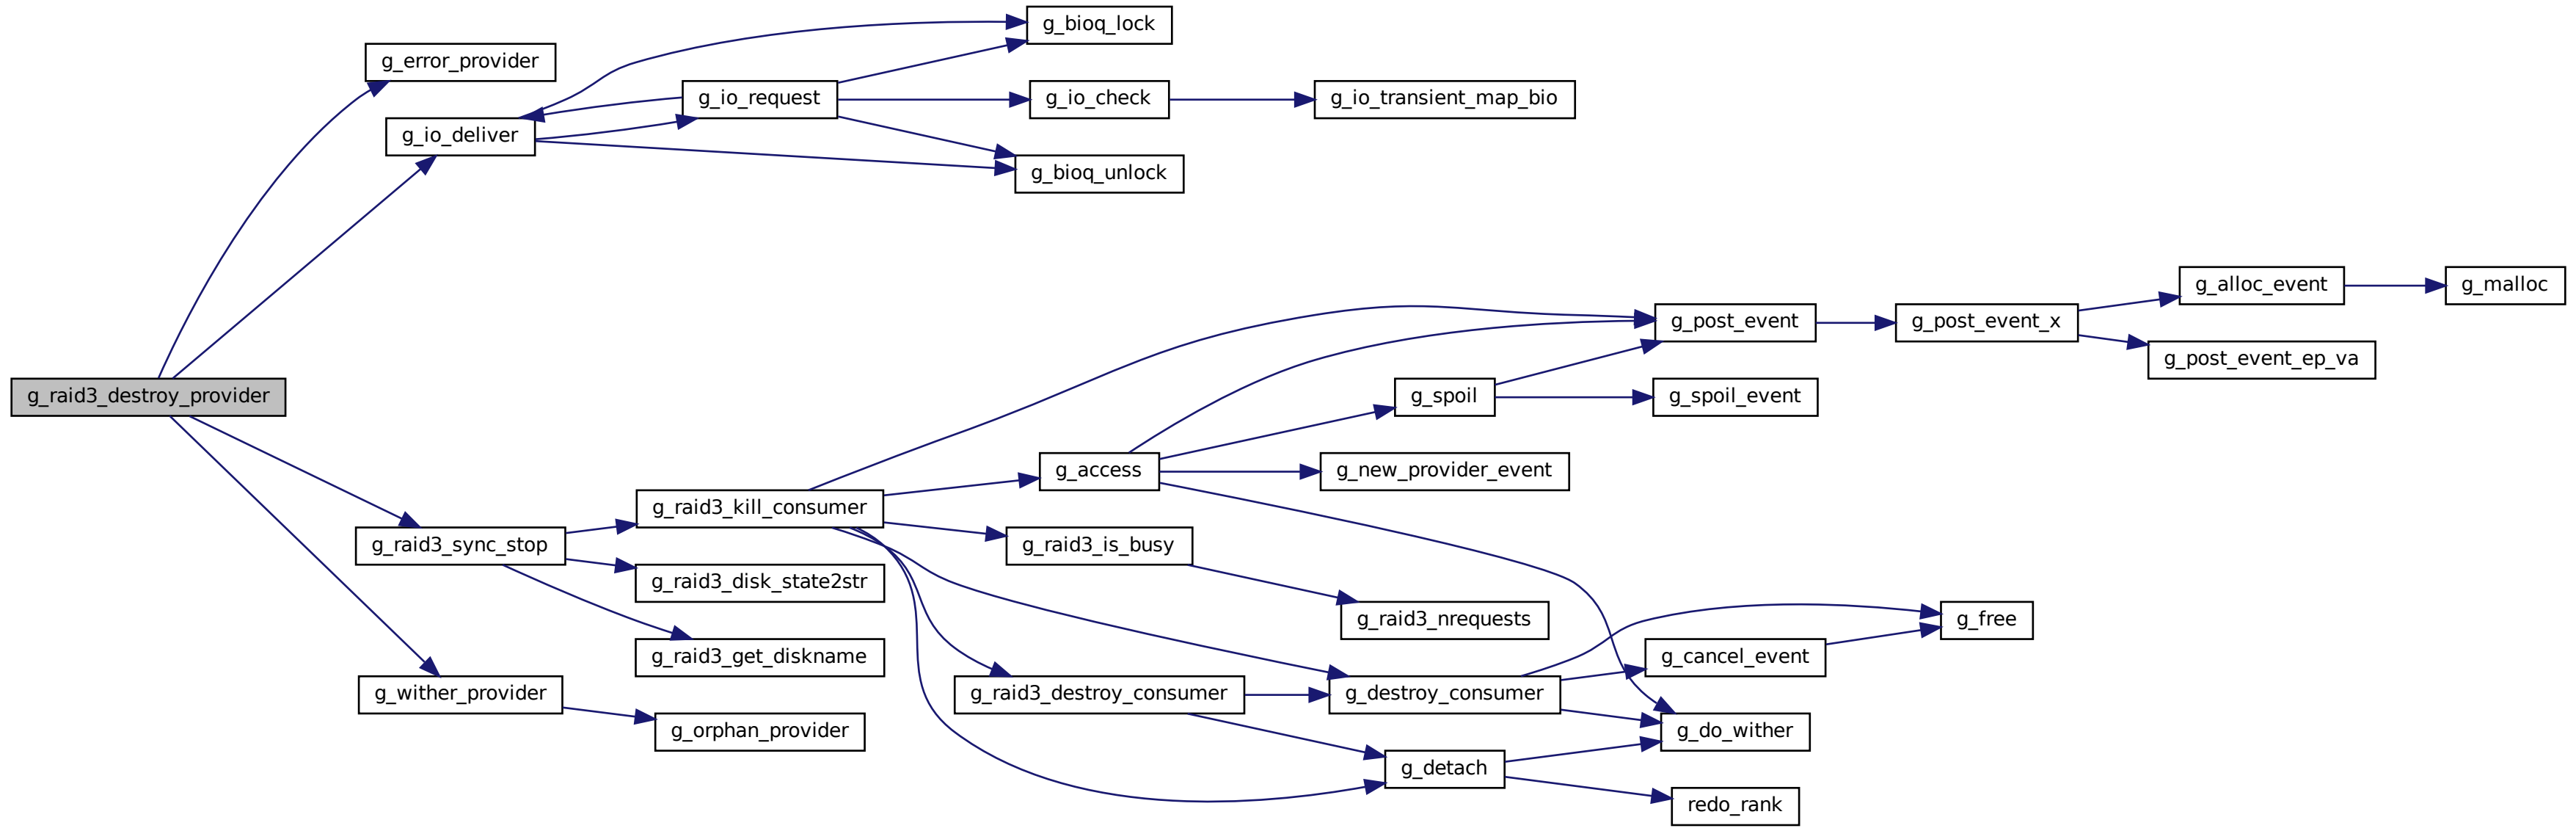 g_bioq_lock
g_error_provider
g_io_request
g_io_check
g_io_transient_map_bio
g_io_deliver
g_bioq_unlock
g_alloc_event
g_malloc
g_post_event
g_post_event_x
g_post_event_ep_va
g_raid3_destroy_provider
g_spoil
g_spoil_event
g_access
g_new_provider_event
g_raid3_kill_consumer
g_raid3_sync_stop
g_raid3_is_busy
g_raid3_disk_state2str
g_raid3_nrequests
g_free
g_raid3_get_diskname
g_cancel_event
g_wither_provider
g_raid3_destroy_consumer
g_destroy_consumer
g_orphan_provider
g_do_wither
g_detach
redo_rank